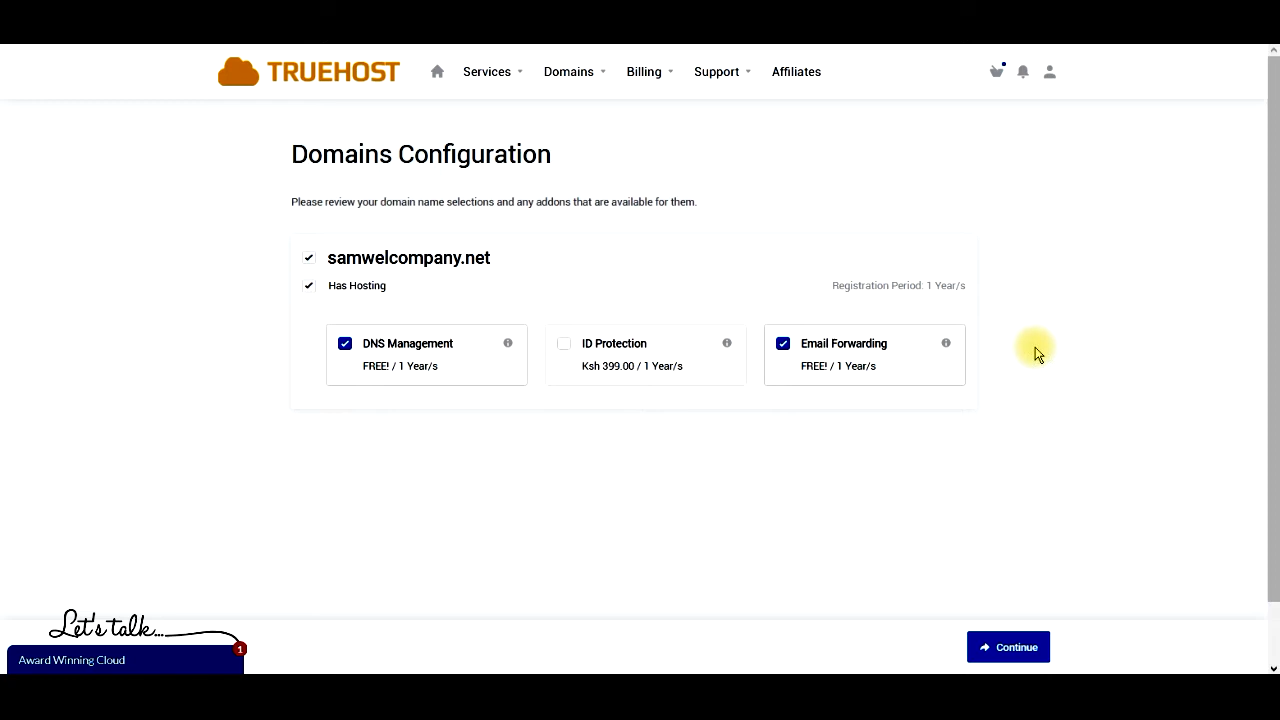 TRUEHOST
Services
Domains
Billing
Support
Affiliates
Domains Configuration
Please review your domain name selections and any addons that are available for them.
samwelcompany.net
Has Hosting
Registration Period: 1 Year/s
DNS Management
FREE! / 1 Year/s
ID Protection
Ksh 399.00 / 1 Year/s
Email Forwarding
FREE! / 1 Year/s
Let's talk...
1
Award Winning Cloud
Continue